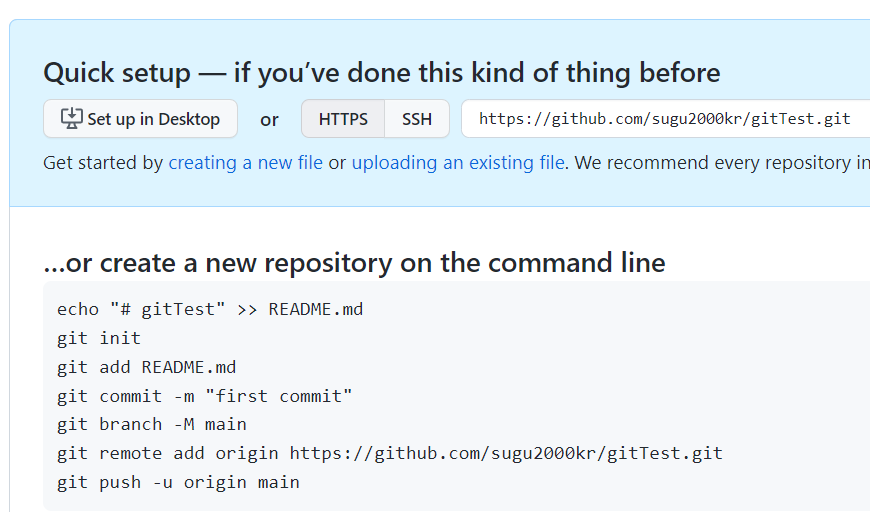 Quick setup — if you’ve done this kind of thing before
Set up in Desktop or HTTPS SSH https://github.com/sugu2000kr/gitTest.git
Get started by creating a new file or uploading an existing file. We recommend every repository in
...or create a new repository on the command line
echo "# gitTest" >> README.md
git init
git add README.md
git commit -m "first commit"
git branch -M main
git remote add origin https://github.com/sugu2000kr/gitTest.git
git push -u origin main